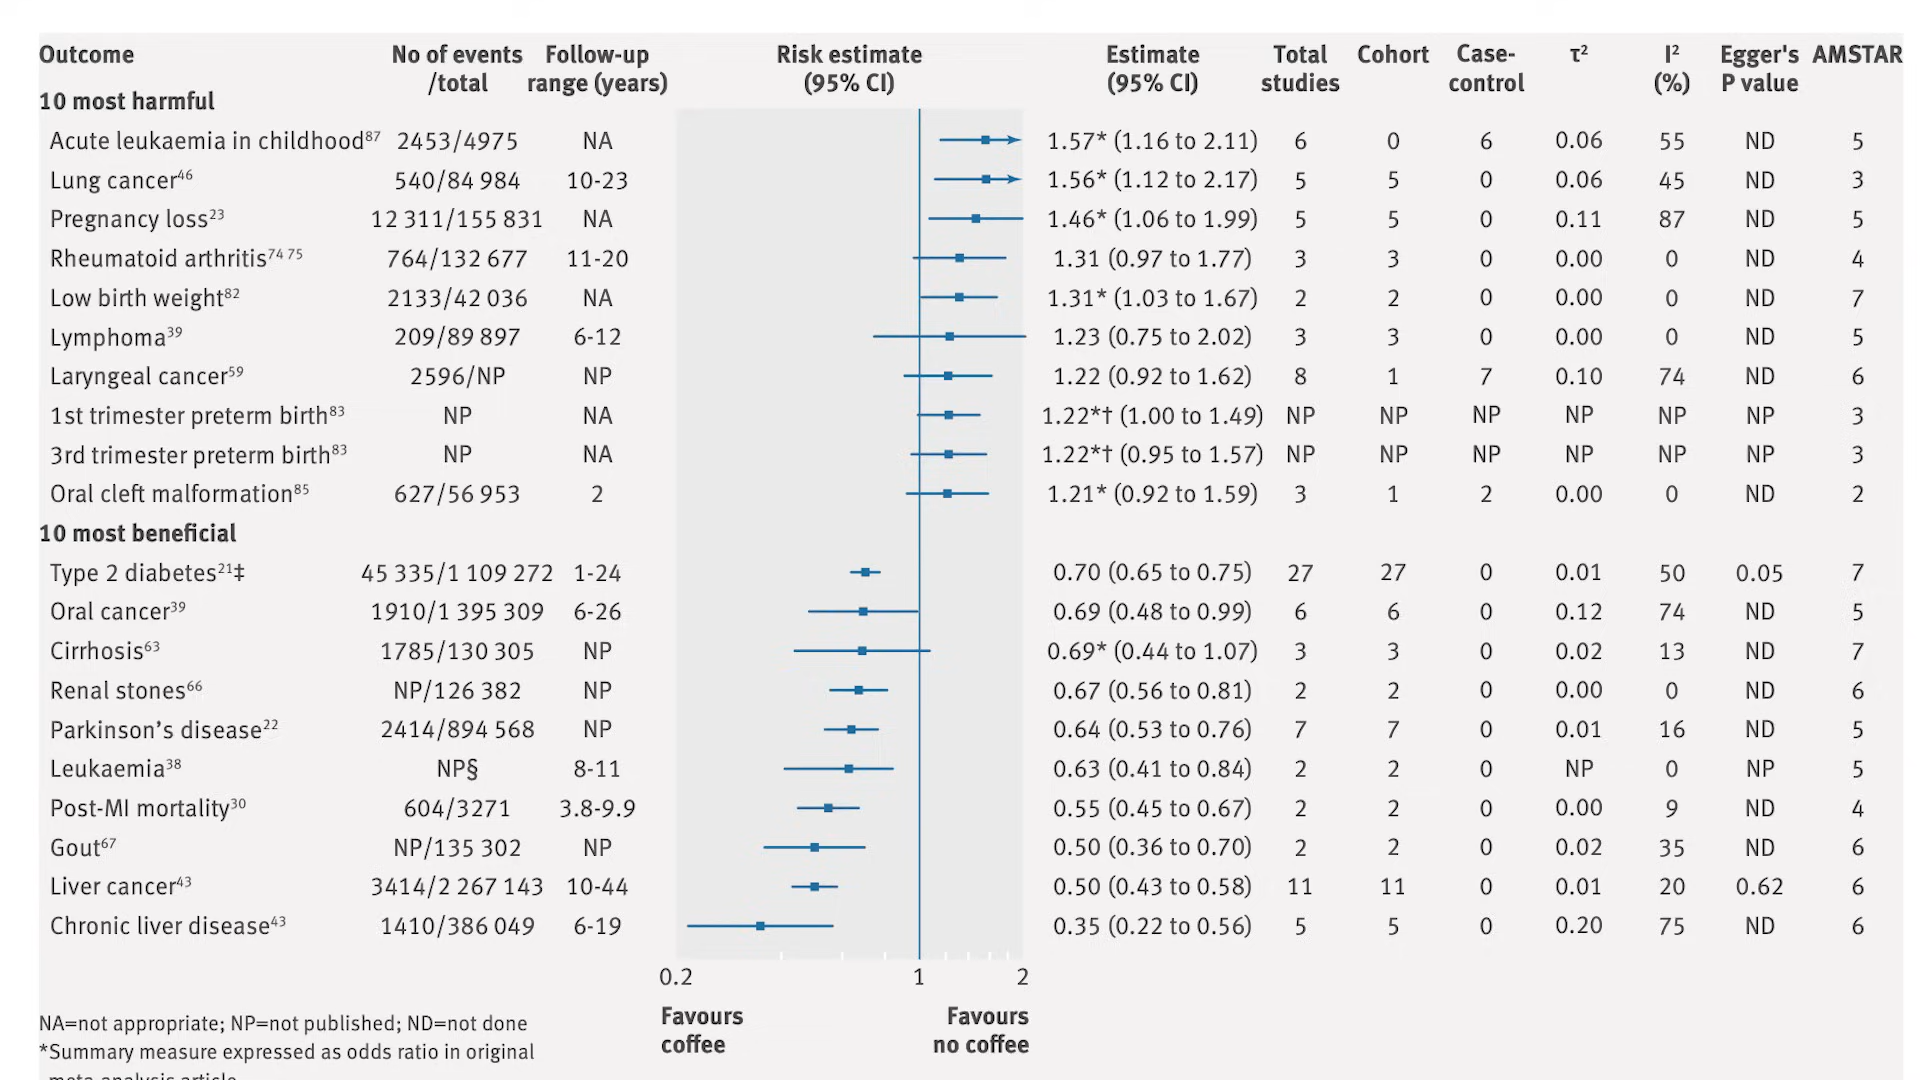 Outcome No of events /total Follow-up range (years) Risk estimate (95% CI) Estimate (95% CI) Total studies Cohort Case-control τ² I² (%) Egger's P value AMSTAR
10 most harmful
Acute leukaemia in childhood⁸⁷ 2453/4975 NA 1.57* (1.16 to 2.11) 6 0 6 0.06 55 ND 5
Lung cancer⁴⁶ 540/84 984 10-23 1.56* (1.12 to 2.17) 5 5 0 0.06 45 ND 3
Pregnancy loss²³ 12 311/155 831 NA 1.46* (1.06 to 1.99) 5 5 0 0.11 87 ND 5
Rheumatoid arthritis⁷⁴ ⁷⁵ 764/132 677 11-20 1.31 (0.97 to 1.77) 3 3 0 0.00 0 ND 4
Low birth weight⁸² 2133/42 036 NA 1.31* (1.03 to 1.67) 2 2 0 0.00 0 ND 7
Lymphoma³⁹ 209/89 897 6-12 1.23 (0.75 to 2.02) 3 3 0 0.00 0 ND 5
Laryngeal cancer⁵⁹ 2596/NP NP 1.22 (0.92 to 1.62) 8 1 7 0.10 74 ND 6
1st trimester preterm birth⁸³ NP NA 1.22*† (1.00 to 1.49) NP NP NP NP NP NP 3
3rd trimester preterm birth⁸³ NP NA 1.22*† (0.95 to 1.57) NP NP NP NP NP NP 3
Oral cleft malformation⁸⁵ 627/56 953 2 1.21* (0.92 to 1.59) 3 1 2 0.00 0 ND 2
10 most beneficial
Type 2 diabetes²¹‡ 45 335/1 109 272 1-24 0.70 (0.65 to 0.75) 27 27 0 0.01 50 0.05 7
Oral cancer³⁹ 1910/1 395 309 6-26 0.69 (0.48 to 0.99) 6 6 0 0.12 74 ND 5
Cirrhosis⁶³ 1785/130 305 NP 0.69* (0.44 to 1.07) 3 3 0 0.02 13 ND 7
Renal stones⁶⁶ NP/126 382 NP 0.67 (0.56 to 0.81) 2 2 0 0.00 0 ND 6
Parkinson's disease²² 2414/894 568 NP 0.64 (0.53 to 0.76) 7 7 0 0.01 16 ND 5
Leukaemia³⁸ NP§ 8-11 0.63 (0.41 to 0.84) 2 2 0 NP 0 NP 5
Post-MI mortality³⁰ 604/3271 3.8-9.9 0.55 (0.45 to 0.67) 2 2 0 0.00 9 ND 4
Gout⁶⁷ NP/135 302 NP 0.50 (0.36 to 0.70) 2 2 0 0.02 35 ND 6
Liver cancer⁴³ 3414/2 267 143 10-44 0.50 (0.43 to 0.58) 11 11 0 0.01 20 0.62 6
Chronic liver disease⁴³ 1410/386 049 6-19 0.35 (0.22 to 0.56) 5 5 0 0.20 75 ND 6
0.2 1 2
Favours coffee Favours no coffee
NA=not appropriate; NP=not published; ND=not done
*Summary measure expressed as odds ratio in original
meta-analysis article